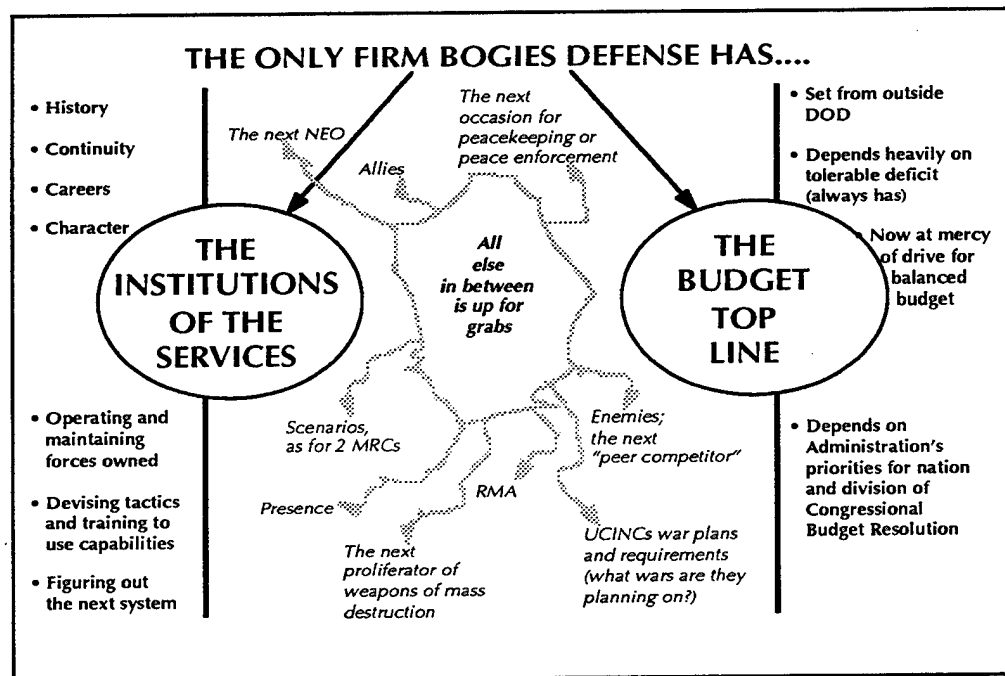 THE ONLY FIRM BOGIES DEFENSE HAS....
• History
• Continuity
• Careers
• Character
THE
INSTITUTIONS
OF THE
SERVICES
• Operating and
maintaining
forces owned
• Devising tactics
and training to
use capabilities
• Figuring out
the next system
The next NEO
Allies
The next
occasion for
peacekeeping or
peace enforcement
All
else
in between
is up for
grabs
Scenarios,
as for 2 MRCs
Presence
The next
proliferator of
weapons of mass
destruction
RMA
Enemies;
the next
"peer competitor"
UCINCs war plans
and requirements
(what wars are they
planning on?)
• Set from outside
DOD
• Depends heavily on
tolerable deficit
(always has)
• Now at mercy
of drive for
balanced
budget
THE
BUDGET
TOP
LINE
• Depends on
Administration's
priorities for nation
and division of
Congressional
Budget Resolution